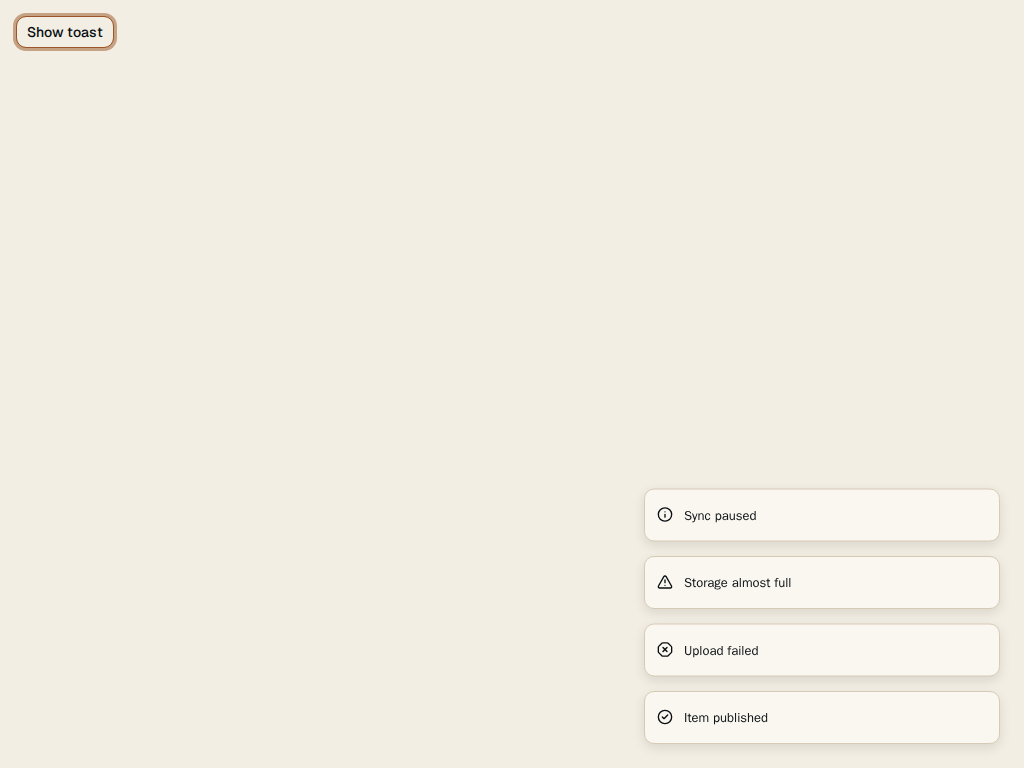 Show toast
Sync paused
Storage almost full
Upload failed
Item published